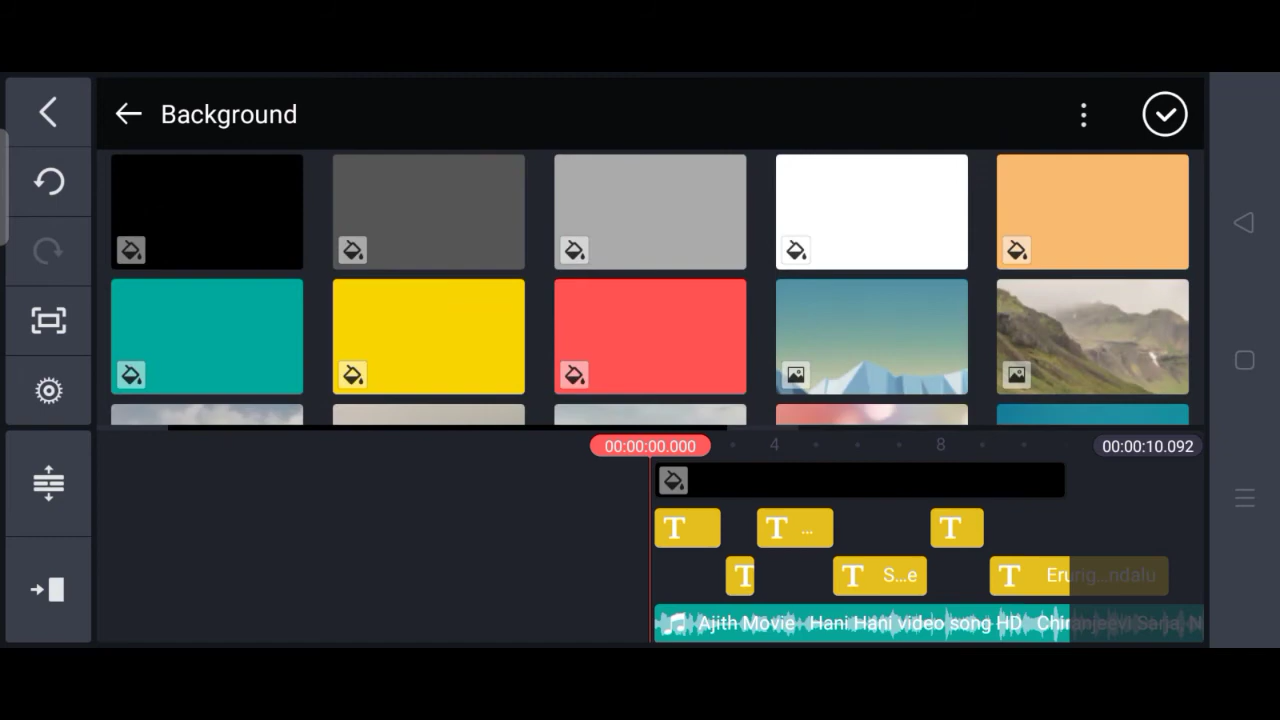 Background
00:00:00.000
4
8
00:00:10.092
T
T ...
T
T
T S...e
T Erurig...ndalu
Ajith Movie Hani Hani video song HD Chiranjeevi Sarja, N